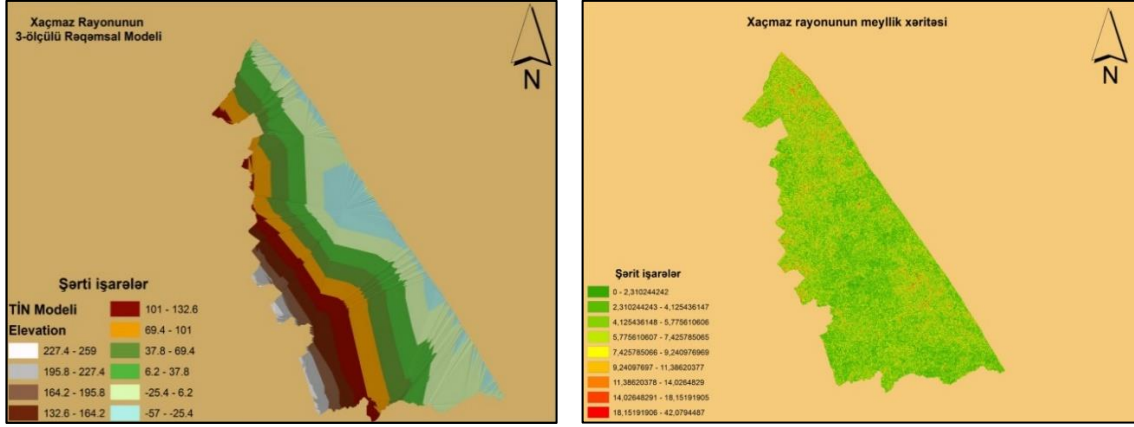 Xaçmaz Rayonunun
3-ölçülü Rəqəmsal Modeli
N
Şərti işarələr
TİN Modeli
Elevation
227.4 - 259
195.8 - 227.4
164.2 - 195.8
132.6 - 164.2
101 - 132.6
69.4 - 101
37.8 - 69.4
6.2 - 37.8
-25.4 - 6.2
-57 - -25.4
Xaçmaz rayonunun meyllik xəritəsi
N
Şərit işarələr
0 - 2,310244242
2,310244243 - 4,125436147
4,125436148 - 5,775610606
5,775610607 - 7,425785065
7,425785066 - 9,240976969
9,24097697 - 11,38620377
11,38620378 - 14,0264829
14,02648291 - 18,15191905
18,15191906 - 42,0794487